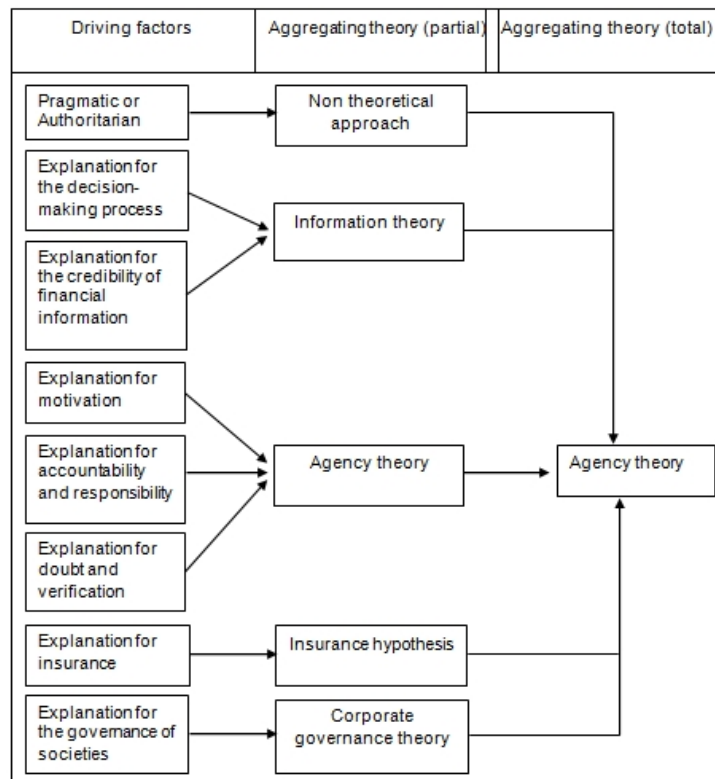 Driving factors
Aggregating theory (partial)
Aggregating theory (total)
Pragmatic or
Authoritarian
Non theoretical
approach
Explanation for
the decision-
making process
Information theory
Explanation for
the credibility of
financial
information
Explanation for
motivation
Explanation for
accountability
and responsibility
Agency theory
Agency theory
Explanation for
doubt and
verification
Explanation for
insurance
Insurance hypothesis
Explanation for
the governance of
societies
Corporate
governance theory